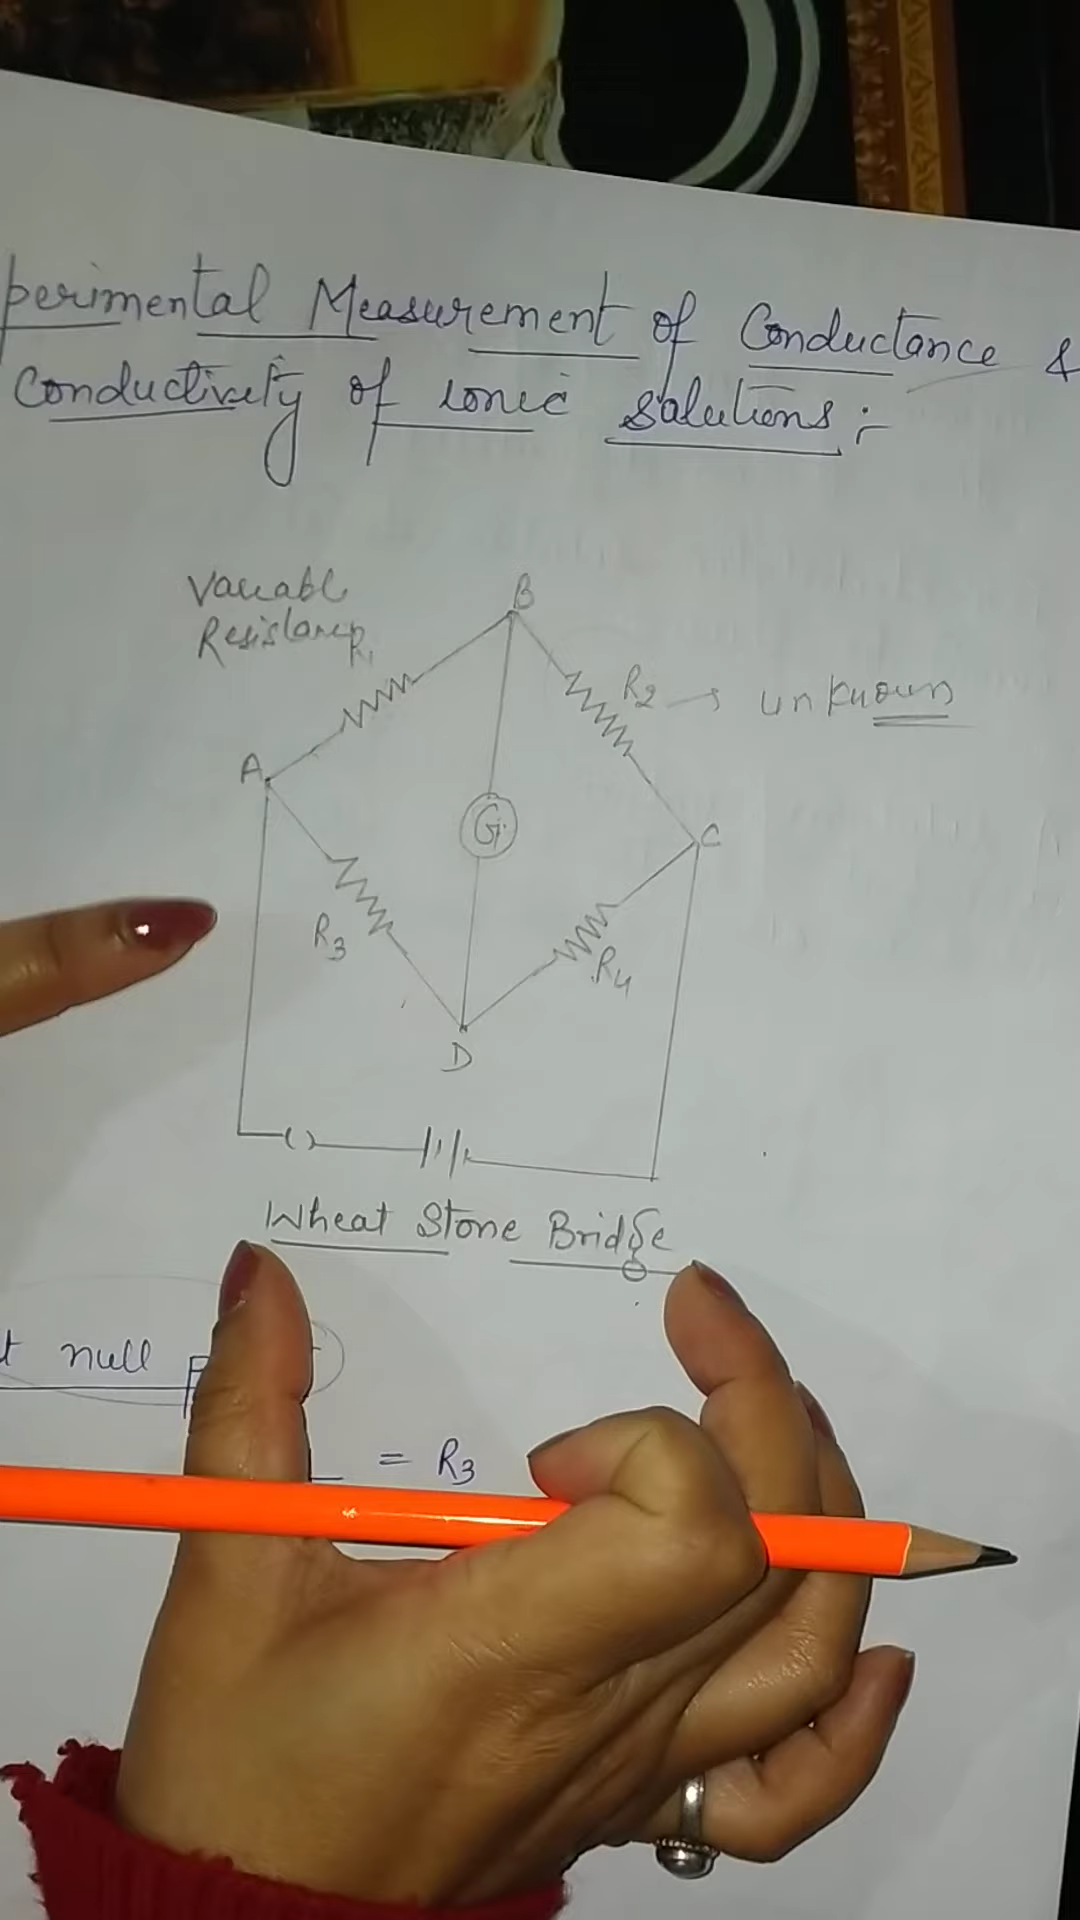 perimental Measurement of Conductance &
Conductivity of ionic solutions :-
Variabl
Resistance R1
B
R2 → unknown
A
G
C
R3
R4
D
Wheat Stone Bridge
t null
= R3